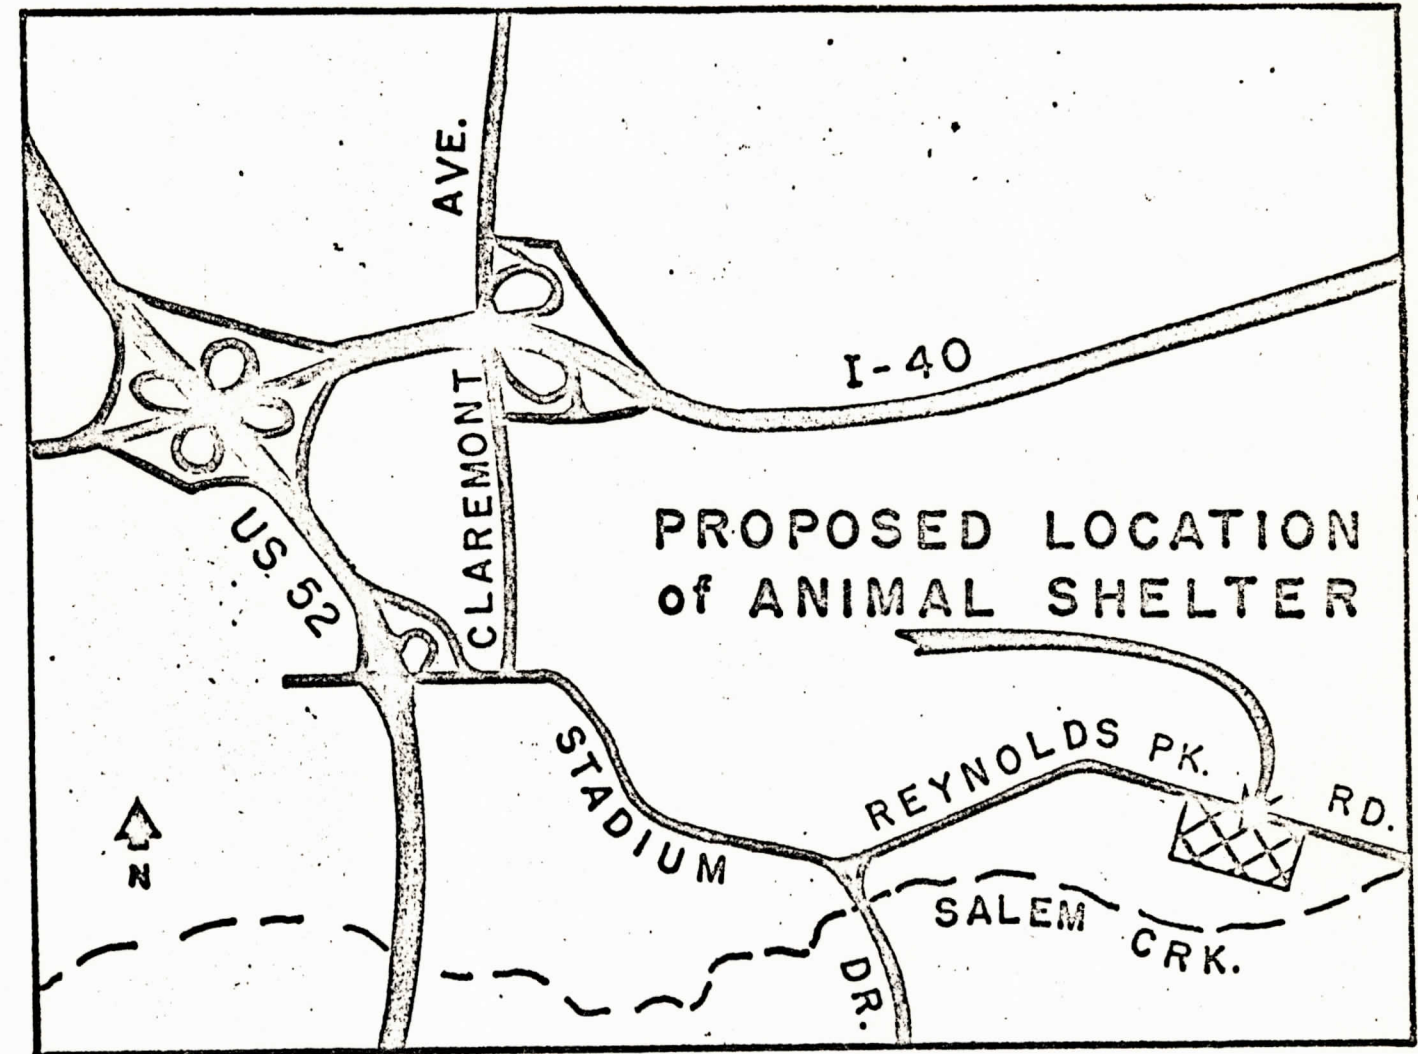 AVE.
I-40
CLAREMONT
US. 52
PROPOSED LOCATION
of ANIMAL SHELTER
STADIUM
REYNOLDS PK. RD.
N
SALEM CRK.
DR.